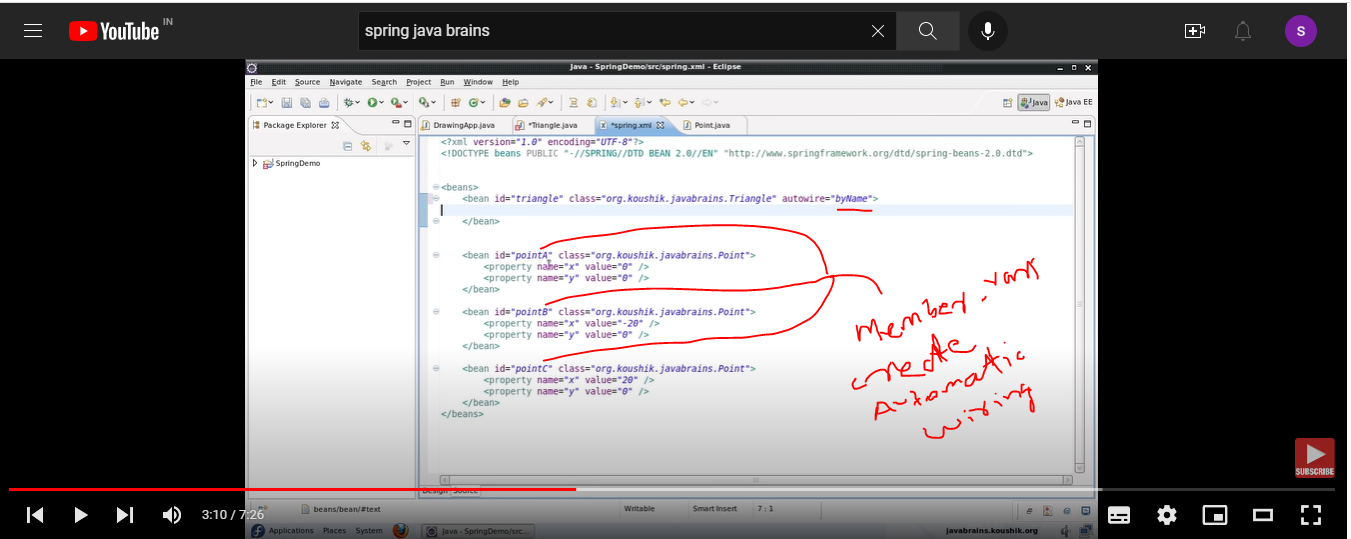 YouTube IN
spring java brains
S
Java - SpringDemo/src/spring.xml - Eclipse
File Edit Source Navigate Search Project Run Window Help
Java Java EE
Package Explorer
DrawingApp.java *Triangle.java *spring.xml Point.java
SpringDemo
<?xml version="1.0" encoding="UTF-8"?>
<!DOCTYPE beans PUBLIC "-//SPRING//DTD BEAN 2.0//EN" "http://www.springframework.org/dtd/spring-beans-2.0.dtd">
<beans>
<bean id="triangle" class="org.koushik.javabrains.Triangle" autowire="byName">
</bean>
<bean id="pointA" class="org.koushik.javabrains.Point">
<property name="x" value="0" />
<property name="y" value="0" />
</bean>
<bean id="pointB" class="org.koushik.javabrains.Point">
<property name="x" value="-20" />
<property name="y" value="0" />
</bean>
<bean id="pointC" class="org.koushik.javabrains.Point">
<property name="x" value="20" />
<property name="y" value="0" />
</bean>
</beans>
Member
create
Automatic
wiring
SUBSCRIBE
Design Source
3:10 / 7:26
beans/bean/#text Writable Smart Insert 7 : 1
Applications Places System Java - SpringDemo/src... javabrains.koushik.org